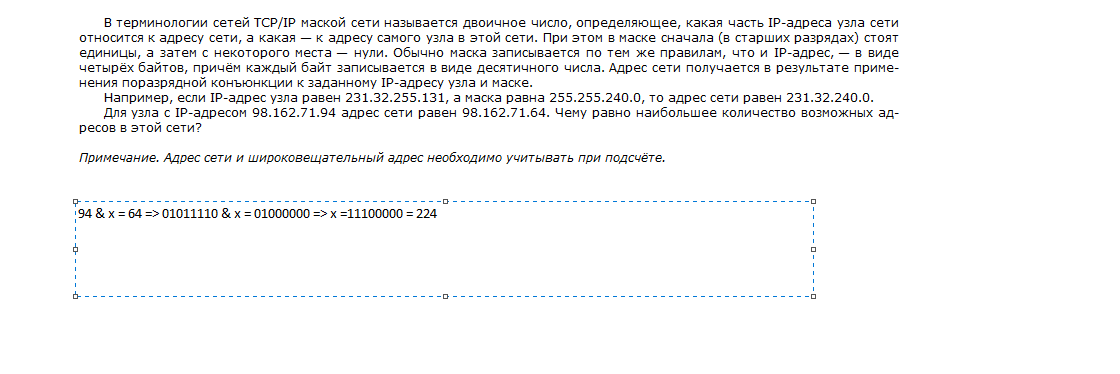 В терминологии сетей TCP/IP маской сети называется двоичное число, определяющее, какая часть IP-адреса узла сети
относится к адресу сети, а какая — к адресу самого узла в этой сети. При этом в маске сначала (в старших разрядах) стоят
единицы, а затем с некоторого места — нули. Обычно маска записывается по тем же правилам, что и IP-адрес, — в виде
четырёх байтов, причём каждый байт записывается в виде десятичного числа. Адрес сети получается в результате приме-
нения поразрядной конъюнкции к заданному IP-адресу узла и маске.
Например, если IP-адрес узла равен 231.32.255.131, а маска равна 255.255.240.0, то адрес сети равен 231.32.240.0.
Для узла с IP-адресом 98.162.71.94 адрес сети равен 98.162.71.64. Чему равно наибольшее количество возможных ад-
ресов в этой сети?
Примечание. Адрес сети и широковещательный адрес необходимо учитывать при подсчёте.
94 & x = 64 => 01011110 & x = 01000000 => x =11100000 = 224